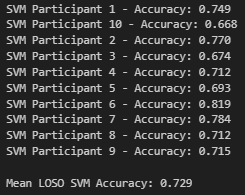 SVM Participant 1 - Accuracy: 0.749
SVM Participant 10 - Accuracy: 0.668
SVM Participant 2 - Accuracy: 0.770
SVM Participant 3 - Accuracy: 0.674
SVM Participant 4 - Accuracy: 0.712
SVM Participant 5 - Accuracy: 0.693
SVM Participant 6 - Accuracy: 0.819
SVM Participant 7 - Accuracy: 0.784
SVM Participant 8 - Accuracy: 0.712
SVM Participant 9 - Accuracy: 0.715
Mean LOSO SVM Accuracy: 0.729